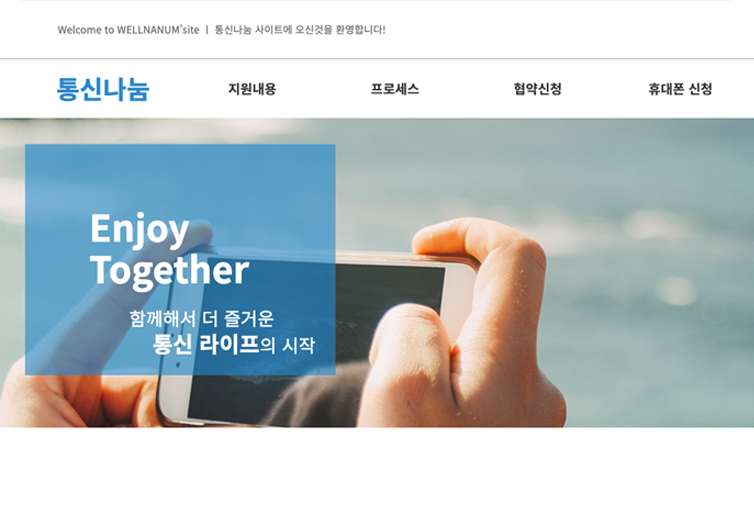 Welcome to WELLNANUM'site | 통신나눔 사이트에 오신것을 환영합니다!
통신나눔 지원내용 프로세스 협약신청 휴대폰 신청
Enjoy
Together
함께해서 더 즐거운
통신 라이프의 시작